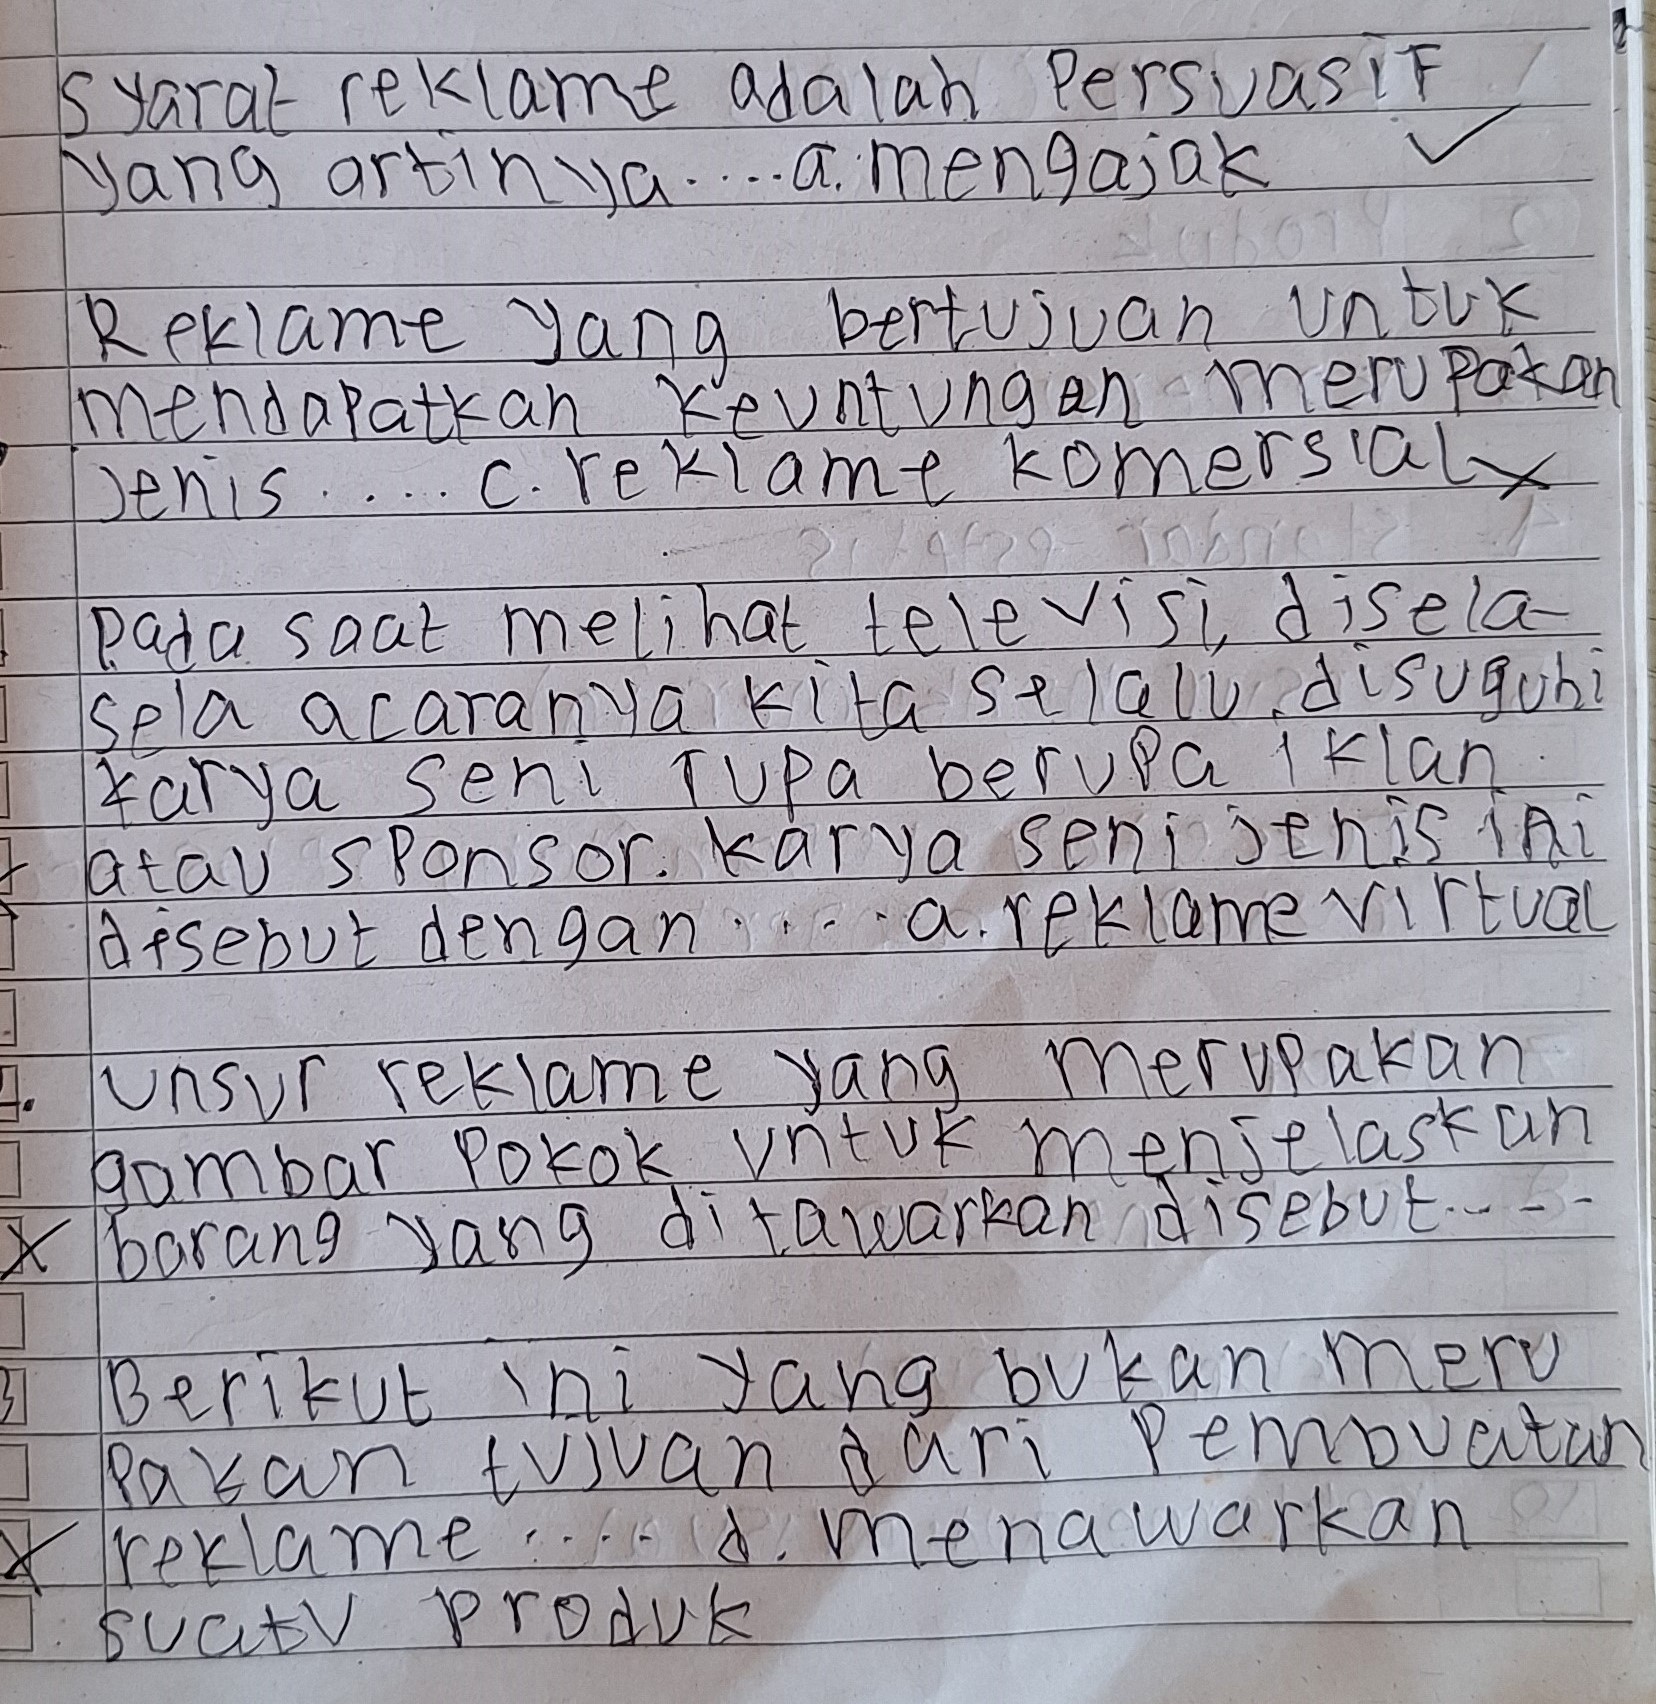 Syarat reklame adalah Persuasif
yang artinya.....a.mengajak
Reklame yang bertujuan untuk
mendapatkan keuntungan merupakan
jenis..... c. reklame komersial
Pada saat melihat televisi, disela-
sela acaranya kita selalu disuguhi
karya seni rupa berupa iklan
atau sponsor. karya seni jenis ini
disebut dengan ..... a. reklame virtual
unsur reklame yang merupakan
gambar Pokok untuk menjelaskan
barang yang ditawarkan disebut.....
Berikut ini yang bukan meru
Pakan tujuan dari Pembuatan
reklame ..... d. menawarkan
suatu Produk